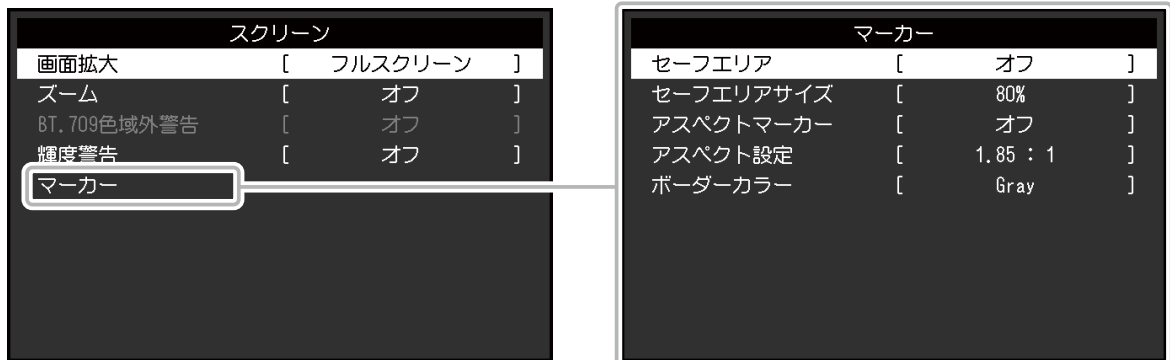 スクリーン
画面拡大 [ フルスクリーン ]
ズーム [ オフ ]
BT.709色域外警告 [ オフ ]
輝度警告 [ オフ ]
マーカー
マーカー
セーフエリア [ オフ ]
セーフエリアサイズ [ 80% ]
アスペクトマーカー [ オフ ]
アスペクト設定 [ 1.85 : 1 ]
ボーダーカラー [ Gray ]